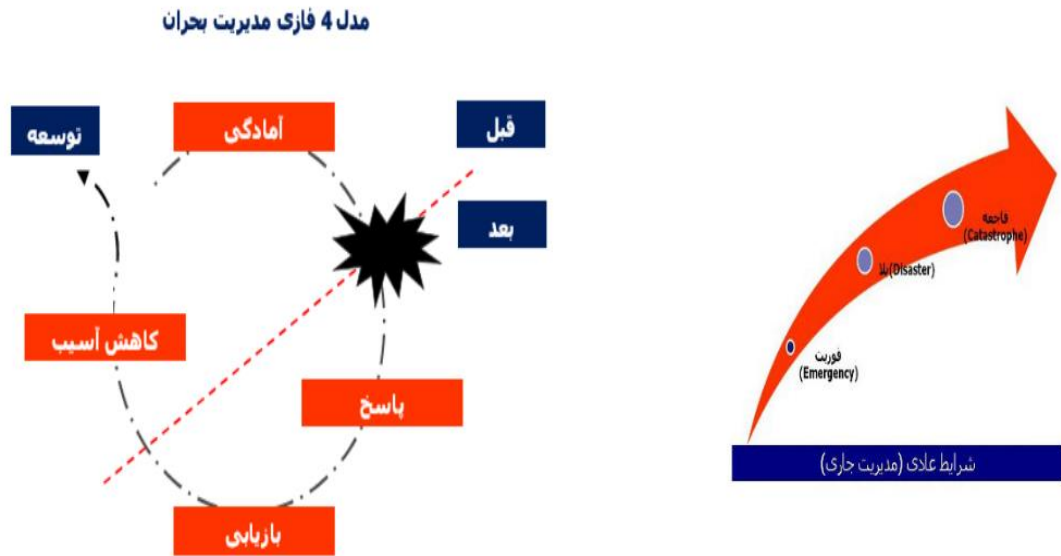 مدل 4 فازی مدیریت بحران
قبل
آمادگی
توسعه
بعد
کاهش آسیب
پاسخ
بازیابی
فاجعه
(Catastrophe)
بلا(Disaster)
فوریت
(Emergency)
شرایط عادی (مدیریت جاری)